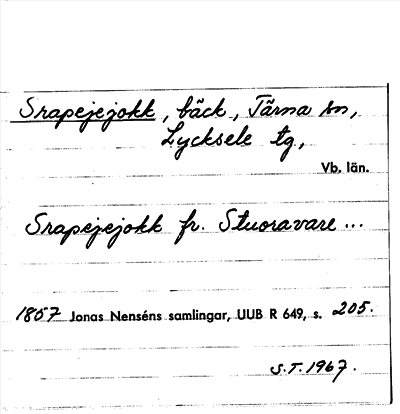 Srapejejokk, bäck, Tärna sn,
Lycksele tg,
Vb. län.
Srapejejokk fr. Stuoravare ...
1857 Jonas Nenséns samlingar, UUB R 649, s. 205.
S.T. 1967.